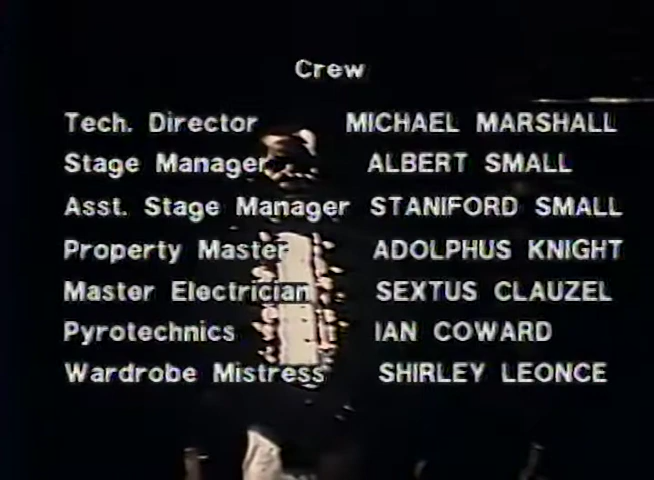 Crew
Tech. Director MICHAEL MARSHALL
Stage Manager ALBERT SMALL
Asst. Stage Manager STANIFORD SMALL
Property Master ADOLPHUS KNIGHT
Master Electrician SEXTUS CLAUZEL
Pyrotechnics IAN COWARD
Wardrobe Mistress SHIRLEY LEONCE